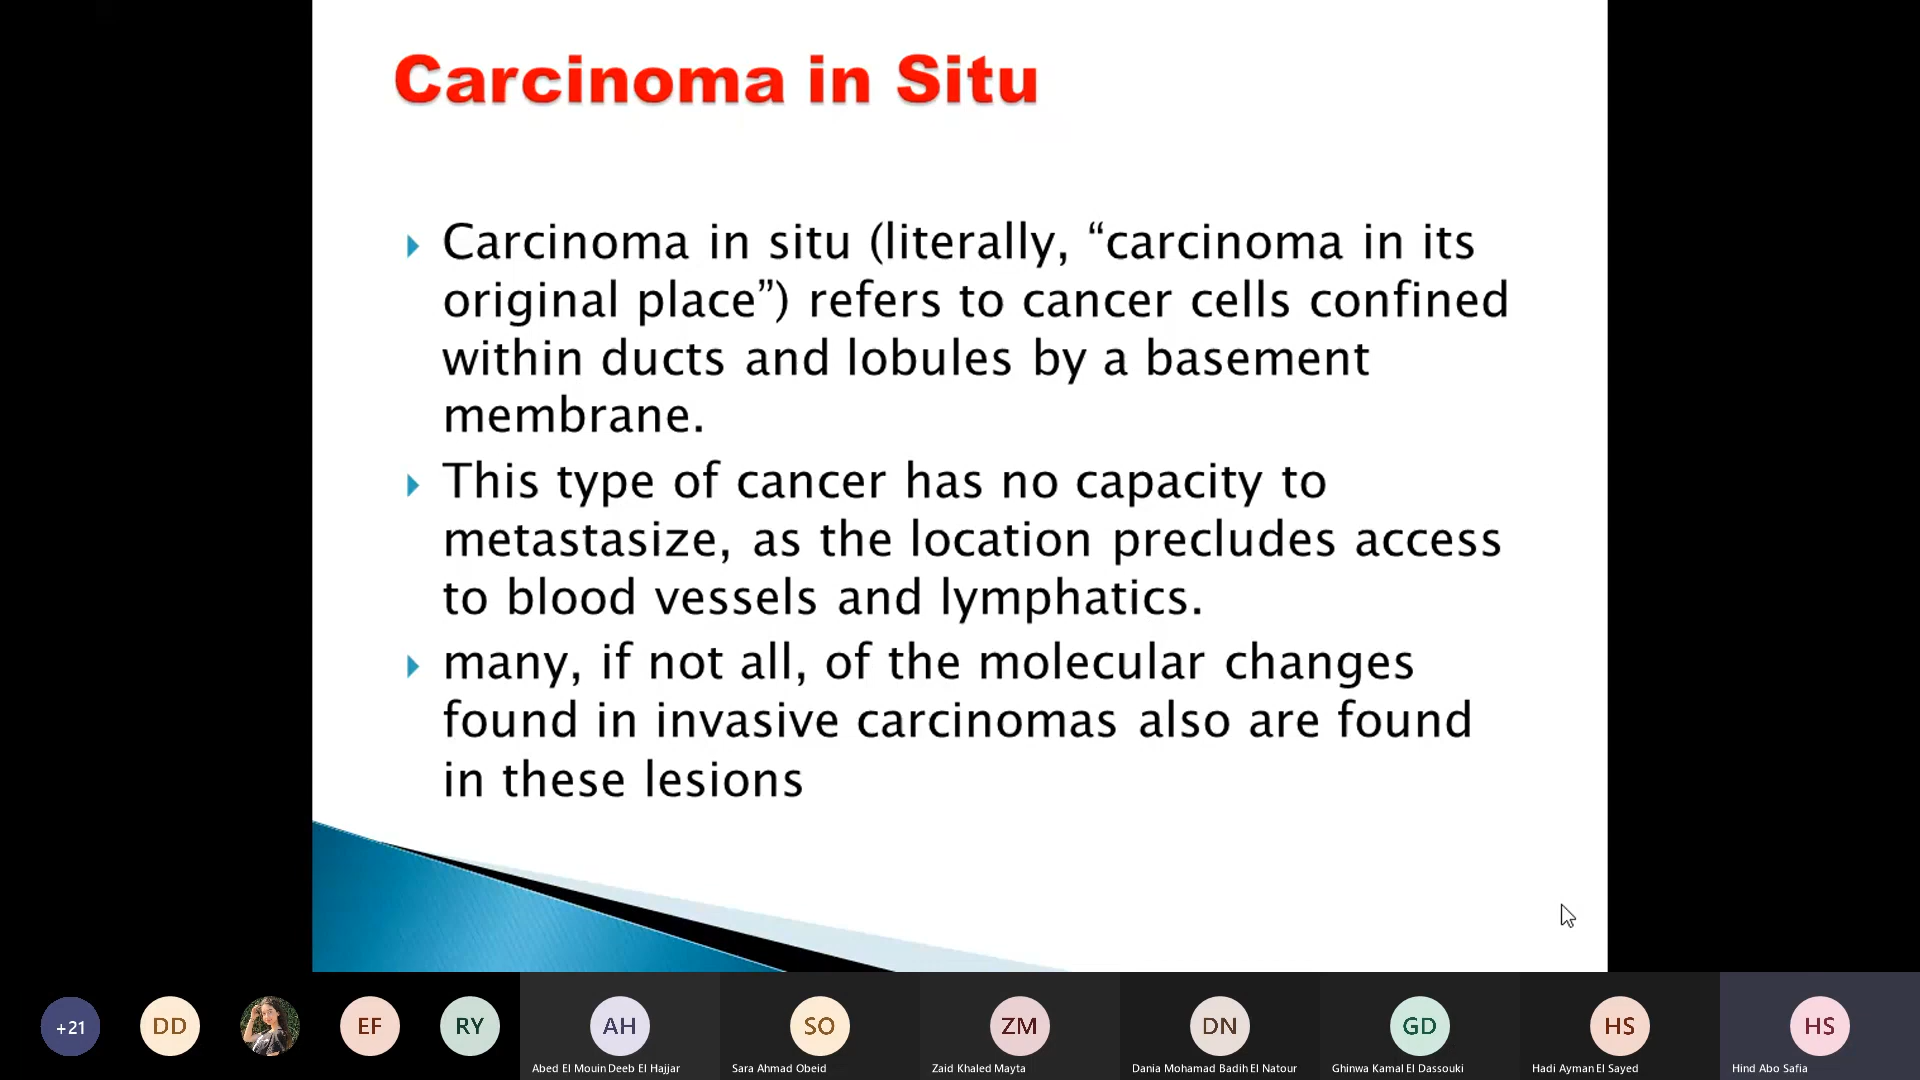 Carcinoma in Situ
Carcinoma in situ (literally, “carcinoma in its
original place”) refers to cancer cells confined
within ducts and lobules by a basement
membrane.
This type of cancer has no capacity to
metastasize, as the location precludes access
to blood vessels and lymphatics.
many, if not all, of the molecular changes
found in invasive carcinomas also are found
in these lesions
+21
DD
EF
RY
AH
SO
ZM
DN
GD
HS
HS
Abed El Mouin Deeb El Hajjar
Sara Ahmad Obeid
Zaid Khaled Mayta
Dania Mohamad Badih El Natour
Ghinwa Kamal El Dassouki
Hadi Ayman El Sayed
Hind Abo Safia